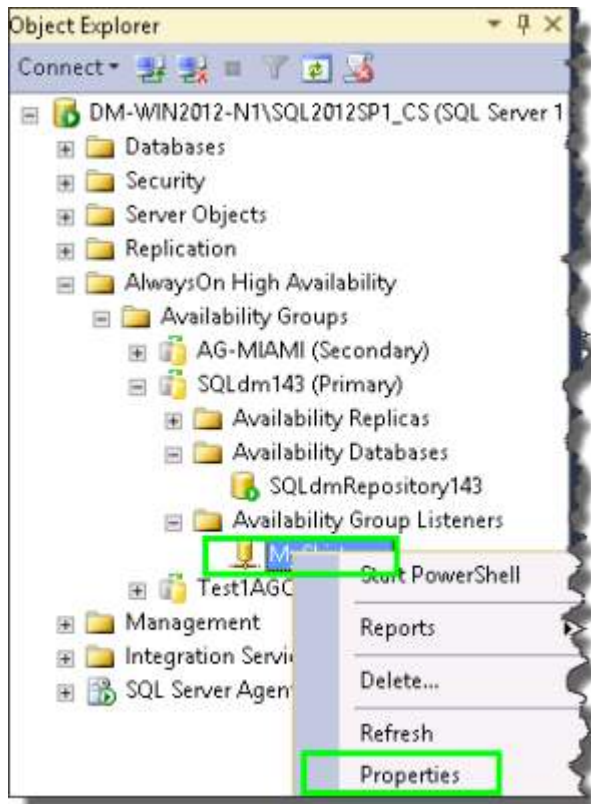 Object Explorer
Connect
DM-WIN2012-N1\SQL2012SP1_CS (SQL Server 1
Databases
Security
Server Objects
Replication
AlwaysOn High Availability
Availability Groups
AG-MIAMI (Secondary)
SQLdm143 (Primary)
Availability Replicas
Availability Databases
SQLdmRepository143
Availability Group Listeners
Start PowerShell
Test1AGC
Management
Reports
Integration Servi
Delete...
SQL Server Agen
Refresh
Properties